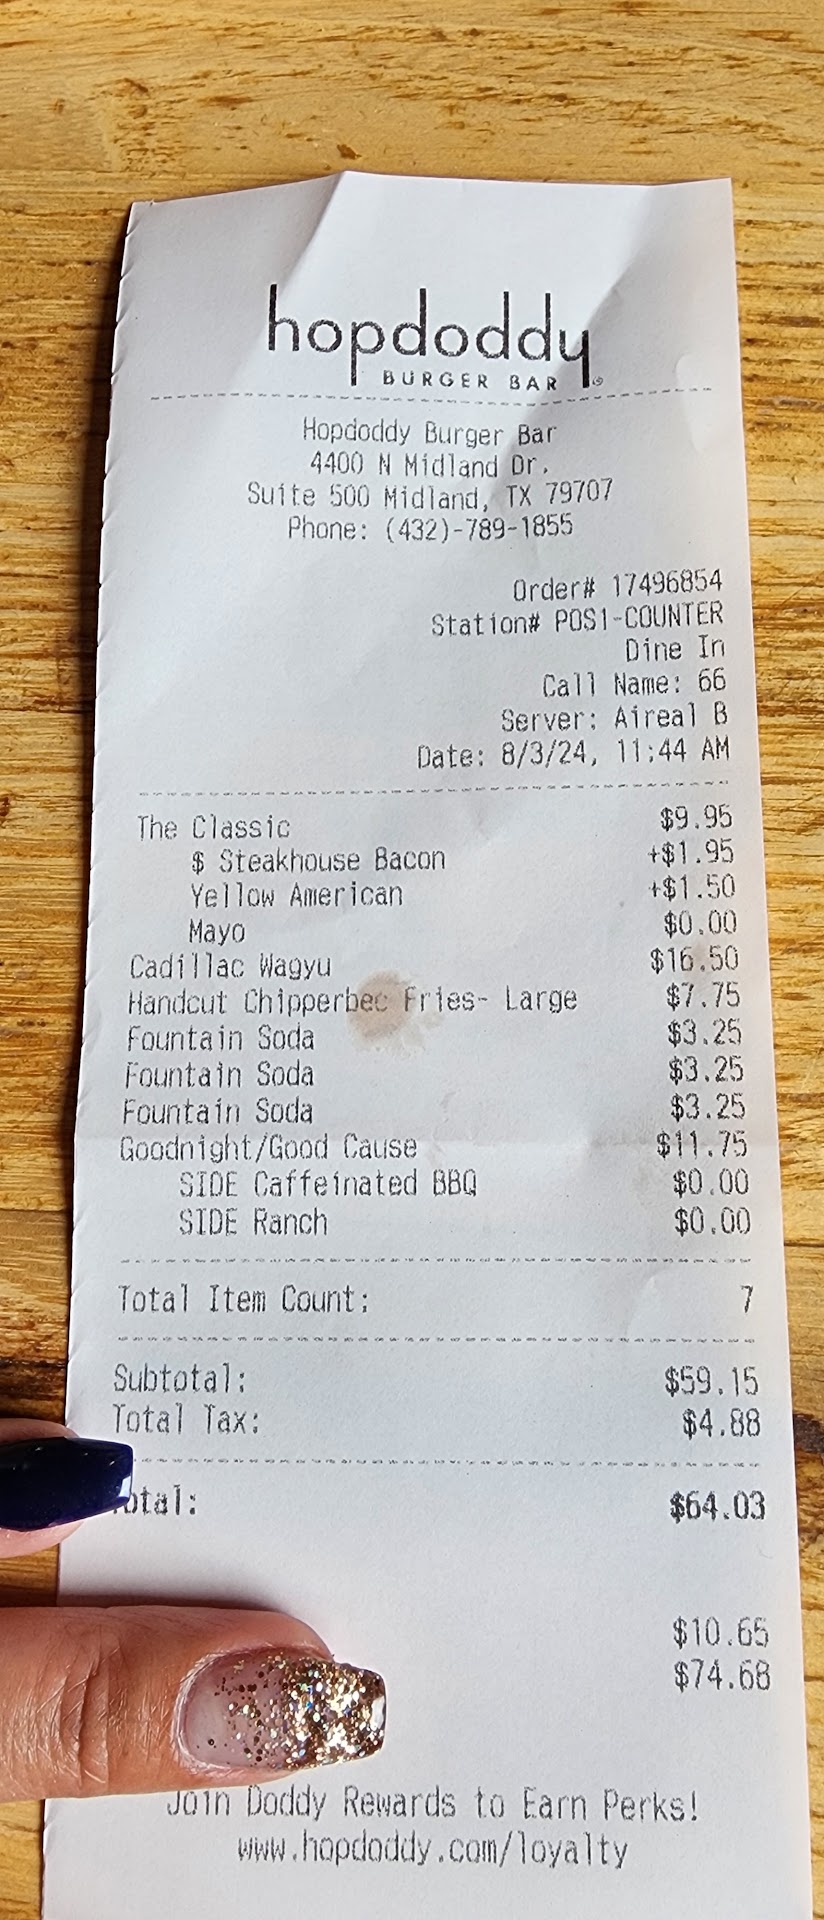 hopdoddy
BURGER BAR
Hopdoddy Burger Bar
4400 N Midland Dr.
Suite 500 Midland, TX 79707
Phone: (432)-789-1855
Order# 17496854
Station# POS1-COUNTER
Dine In
Call Name: 66
Server: Aireal B
Date: 8/3/24, 11:44 AM
The Classic $9.95
$ Steakhouse Bacon +$1.95
Yellow American +$1.50
Mayo $0.00
Cadillac Wagyu $16.50
Handcut Chipperbec Fries- Large $7.75
Fountain Soda $3.25
Fountain Soda $3.25
Fountain Soda $3.25
Goodnight/Good Cause $11.75
SIDE Caffeinated BBQ $0.00
SIDE Ranch $0.00
Total Item Count: 7
Subtotal: $59.15
Total Tax: $4.88
Total: $64.03
$10.65
$74.68
Join Doddy Rewards to Earn Perks!
www.hopdoddy.com/loyalty